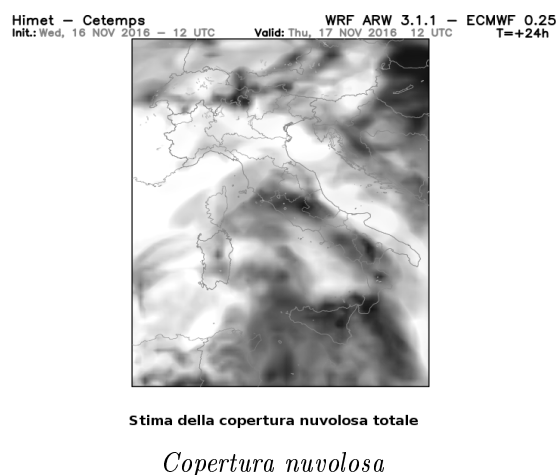 Himet – Cetemps WRF ARW 3.1.1 – ECMWF 0.25
Init.: Wed, 16 NOV 2016 – 12 UTC Valid: Thu, 17 NOV 2016 12 UTC T=+24h
Stima della copertura nuvolosa totale
Copertura nuvolosa